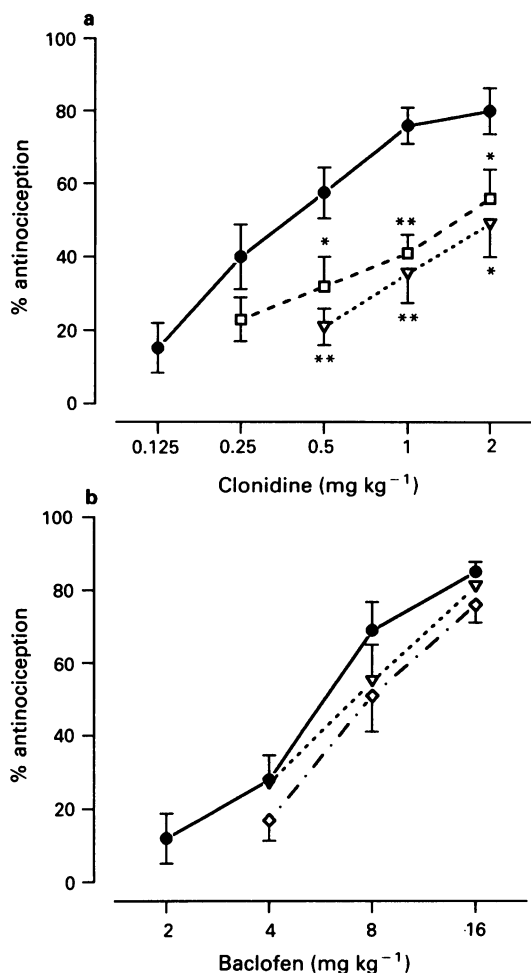 a
100
80
60
40
20
0
% antinociception
*
**
*
**
**
*
0.125 0.25 0.5 1 2
Clonidine (mg kg⁻¹)
b
100
80
60
40
20
0
% antinociception
2 4 8 16
Baclofen (mg kg⁻¹)